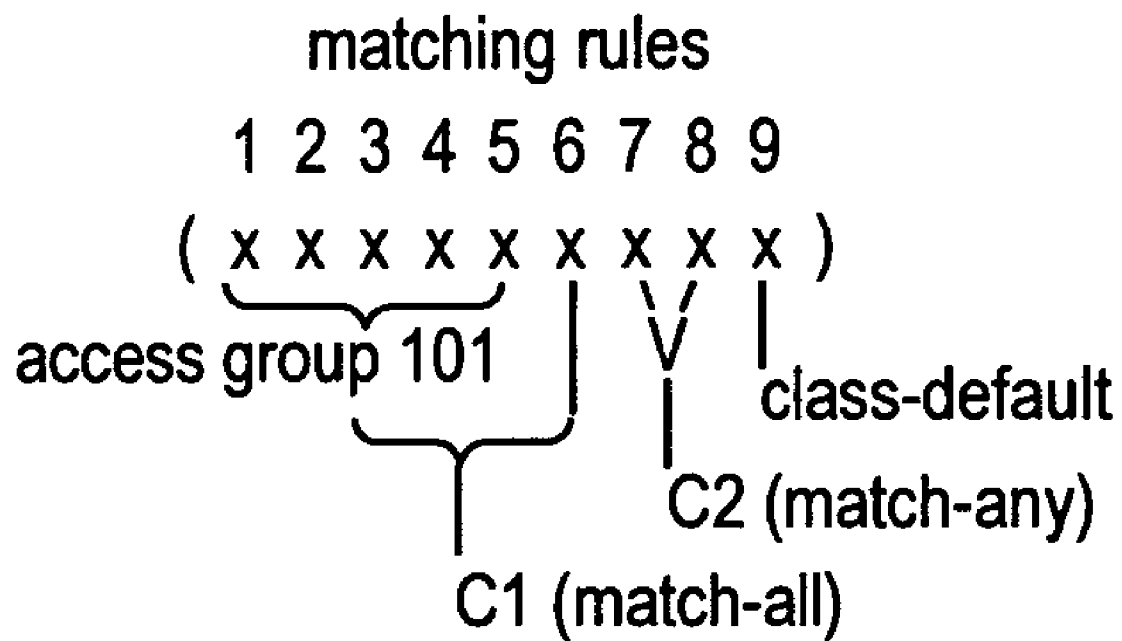 matching rules
1 2 3 4 5 6 7 8 9
( x x x x x x x x x )
access group 101
class-default
C2 (match-any)
C1 (match-all)